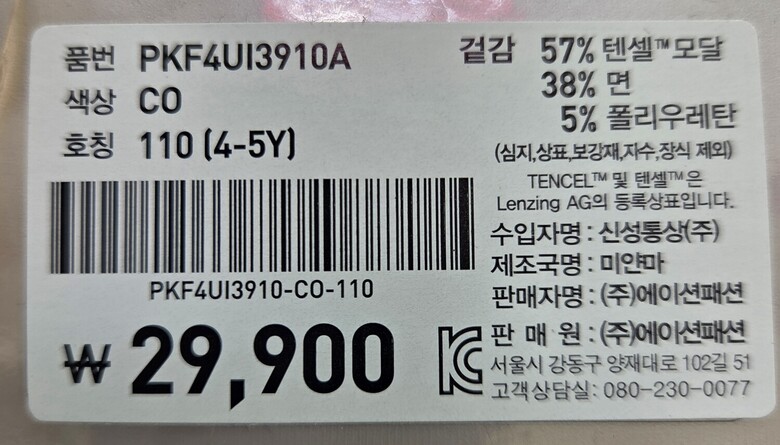 품번 PKF4UI3910A
색상 CO
호칭 110 (4-5Y)
PKF4UI3910-CO-110
₩ 29,900
겉감 57% 텐셀™모달
38% 면
5% 폴리우레탄
(심지,상표,보강재,자수,장식 제외)
TENCEL™ 및 텐셀™은
Lenzing AG의 등록상표입니다.
수입자명 : 신성통상(주)
제조국명 : 미얀마
판매자명 : (주)에이션패션
판 매 원 : (주)에이션패션
서울시 강동구 양재대로 102길 51
고객상담실: 080-230-0077
KC